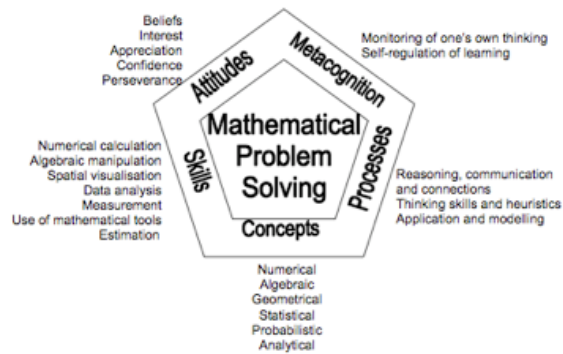 Beliefs
Interest
Appreciation
Confidence
Perseverance
Attitudes
Metacognition
Monitoring of one's own thinking
Self-regulation of learning
Mathematical
Problem
Solving
Numerical calculation
Algebraic manipulation
Spatial visualisation
Data analysis
Measurement
Use of mathematical tools
Estimation
Skills
Processes
Reasoning, communication
and connections
Thinking skills and heuristics
Application and modelling
Concepts
Numerical
Algebraic
Geometrical
Statistical
Probabilistic
Analytical